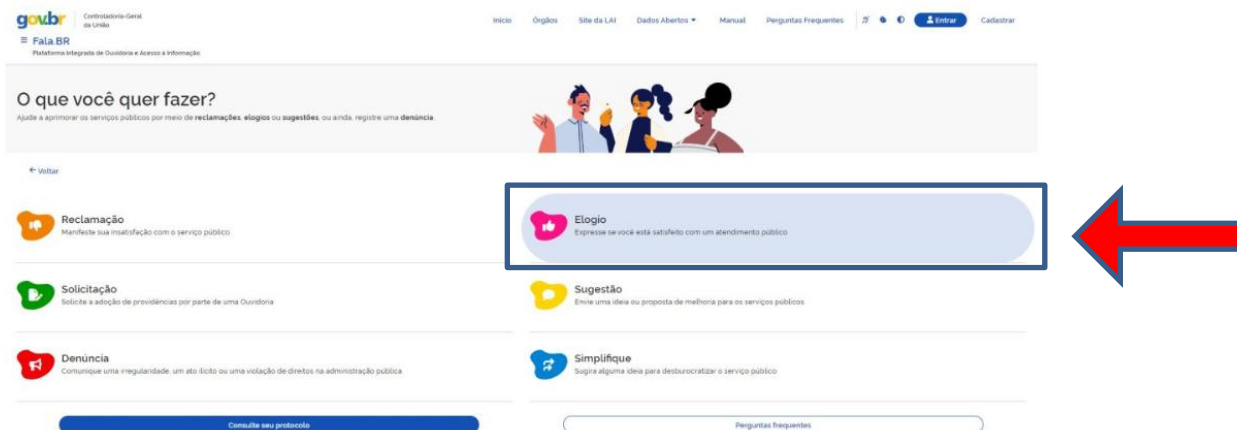 gov.br
Controladoria-Geral
da União
Início Órgãos Site da LAI Dados Abertos Manual Perguntas Frequentes Entrar Cadastrar
Fala.BR
Plataforma Integrada de Ouvidoria e Acesso à Informação
O que você quer fazer?
Ajude a aprimorar os serviços públicos por meio de reclamações, elogios ou sugestões, ou ainda, registre uma denúncia.
Voltar
Reclamação
Manifeste sua insatisfação com o serviço público
Elogio
Expresse se você está satisfeito com um atendimento público
Solicitação
Solicite a adoção de providências por parte de uma Ouvidoria
Sugestão
Envie uma ideia ou proposta de melhoria para os serviços públicos
Denúncia
Comunique uma irregularidade, um ato ilícito ou uma violação de direitos na administração pública
Simplifique
Sugira alguma ideia para desburocratizar o serviço público
Consulte seu protocolo
Perguntas frequentes